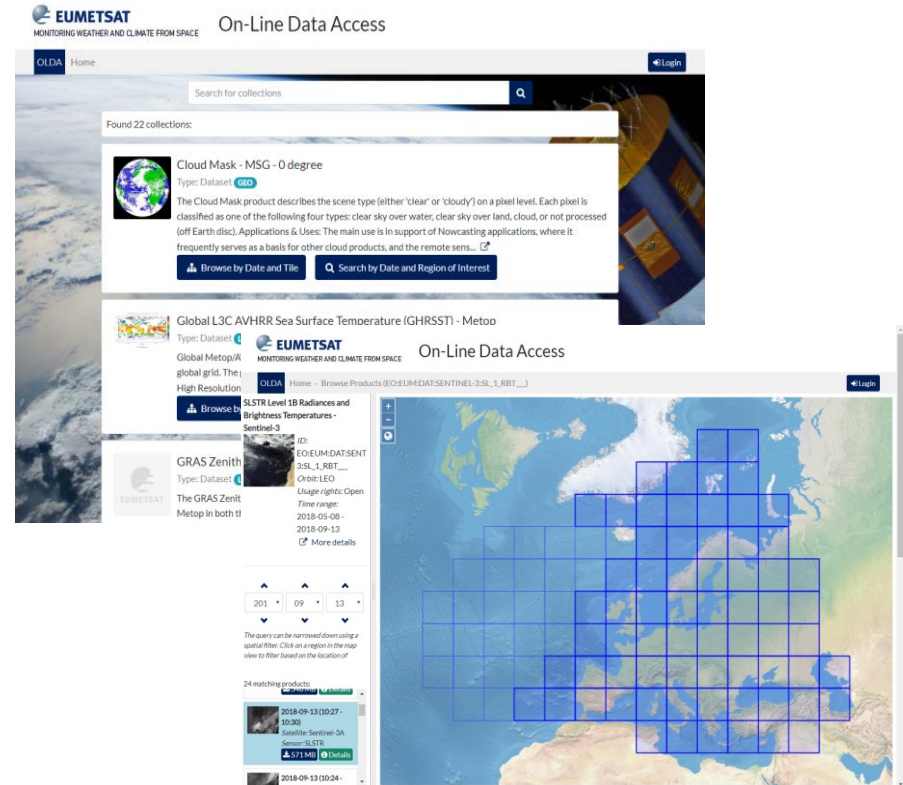 EUMETSAT
MONITORING WEATHER AND CLIMATE FROM SPACE
On-Line Data Access
OLDA Home
Login
Search for collections
Found 22 collections:
Cloud Mask - MSG - 0 degree
Type: Dataset GEO
The Cloud Mask product describes the scene type (either 'clear' or 'cloudy') on a pixel level. Each pixel is
classified as one of the following four types: clear sky over water, clear sky over land, cloud, or not processed
(off Earth disc). Applications & Uses: The main use is in support of Nowcasting applications, where it
frequently serves as a basis for other cloud products, and the remote sens...
Browse by Date and Tile
Search by Date and Region of Interest
Global L3C AVHRR Sea Surface Temperature (GHRSST) - Metop
Type: Dataset
Global Metop/A
global grid. The
High Resolution
Browse by
GRAS Zenith
Type: Dataset
EUMETSAT
The GRAS Zenit
Metop in both
EUMETSAT
MONITORING WEATHER AND CLIMATE FROM SPACE
On-Line Data Access
OLDA Home - Browse Products (EO:EUM:DAT:SENTINEL-3:SL_1_RBT___)
Login
SLSTR Level 1B Radiances and
Brightness Temperatures -
Sentinel-3
ID:
EO:EUM:DAT:SENT
3:SL_1_RBT___
Orbit: LEO
Usage rights: Open
Time range:
2018-05-08 -
2018-09-13
More details
201 09 13
The query can be narrowed down using a
spatial filter. Click on a region in the map
view to filter based on the location of
24 matching products:
Details
2018-09-13 (10:27 -
10:30)
Satellite: Sentinel-3A
Sensor: SLSTR
571 MB Details
2018-09-13 (10:24 -